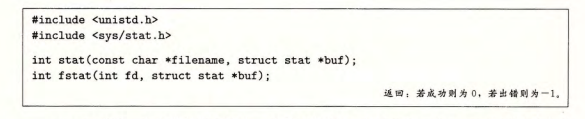 #include <unistd.h>
#include <sys/stat.h>
int stat(const char *filename, struct stat *buf);
int fstat(int fd, struct stat *buf);
返回：若成功则为 0，若出错则为-1。